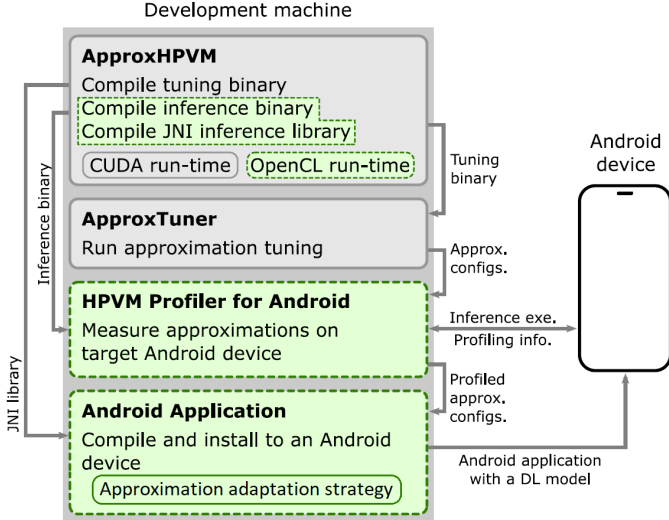 Development machine
ApproxHPVM
Compile tuning binary
Compile inference binary
Compile JNI inference library
CUDA run-time
OpenCL run-time
Tuning
binary
Android
device
ApproxTuner
Run approximation tuning
Approx.
configs.
Inference binary
HPVM Profiler for Android
Measure approximations on
target Android device
Inference exe.
Profiling info.
Profiled
approx.
configs.
JNI library
Android Application
Compile and install to an Android
device
Approximation adaptation strategy
Android application
with a DL model